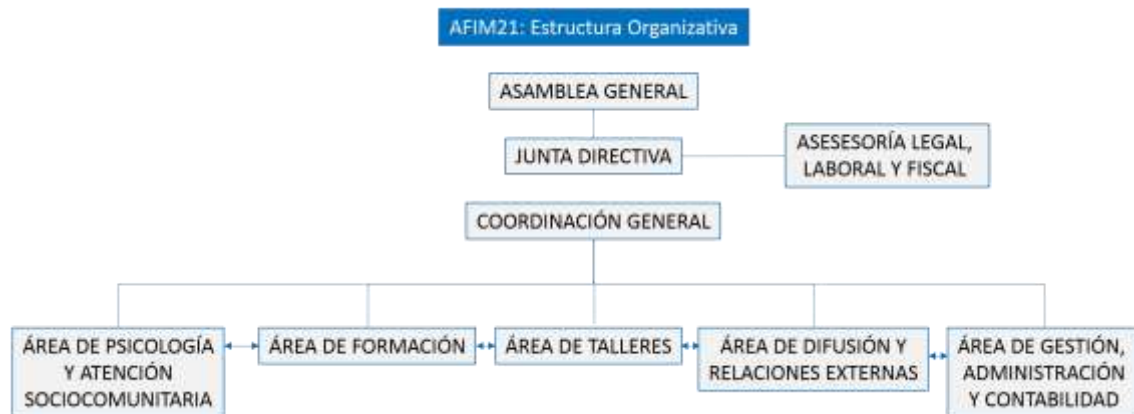 AFIM21: Estructura Organizativa
ASAMBLEA GENERAL
JUNTA DIRECTIVA
ASESESORÍA LEGAL,
LABORAL Y FISCAL
COORDINACIÓN GENERAL
ÁREA DE PSICOLOGÍA
Y ATENCIÓN
SOCIOCOMUNITARIA
ÁREA DE FORMACIÓN
ÁREA DE TALLERES
ÁREA DE DIFUSIÓN Y
RELACIONES EXTERNAS
ÁREA DE GESTIÓN,
ADMINISTRACIÓN
Y CONTABILIDAD